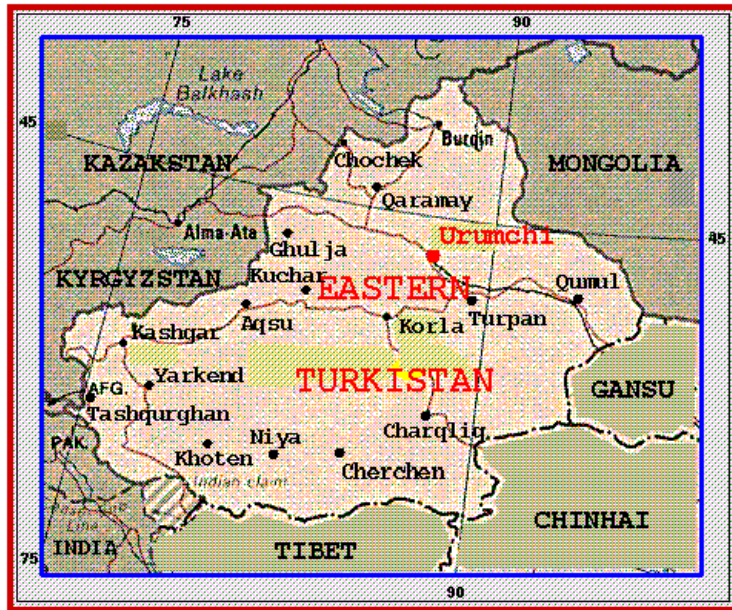 75
90
Lake
Balkhash
45
Burqin
Chochek
KAZAKSTAN
MONGOLIA
Qaramay
Alma-Ata
Urumchi
45
Ghulja
KYRGYZSTAN
Kuchar
EASTERN
Qumul
Aqsu
Korla
Turpan
Kashgar
Yarkend
TURKISTAN
AFG.
GANSU
Tashqurghan
Charqliq
PAK.
Niya
Khoten
Cherchen
Indian claim
Line
CHINHAI
INDIA
TIBET
75
90